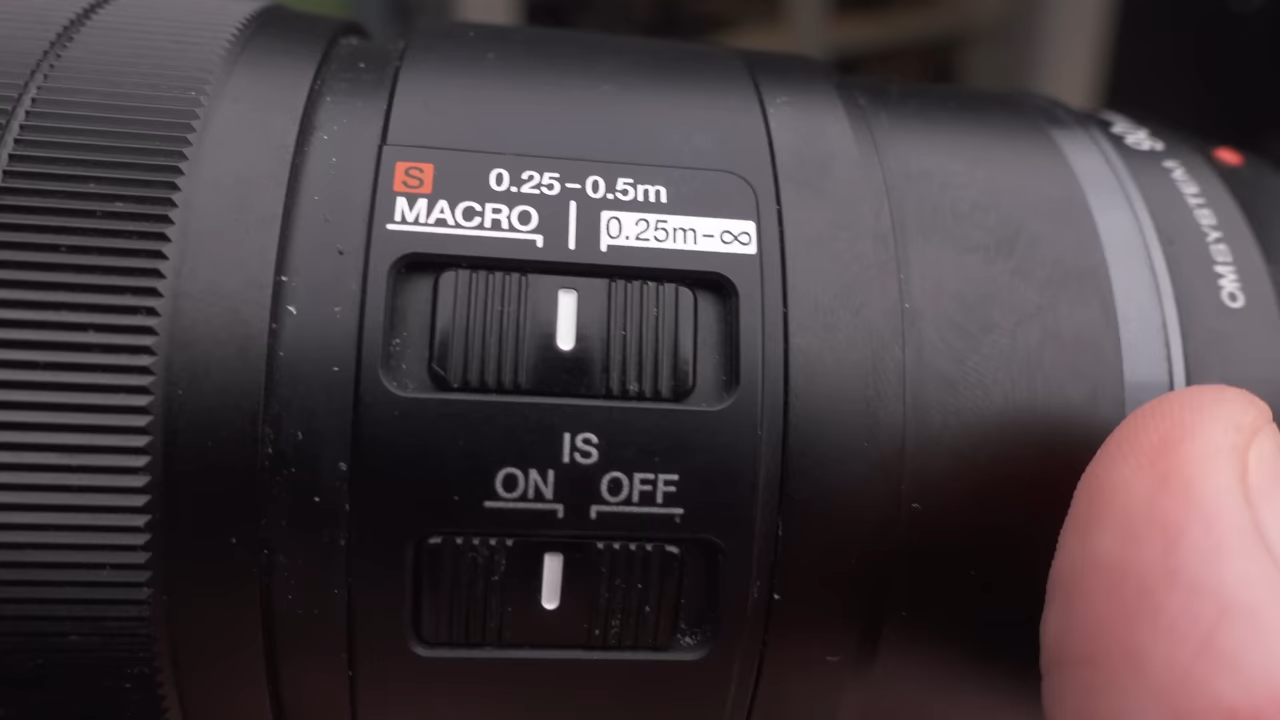 0.25-0.5m
S MACRO | 0.25m-∞
IS
ON OFF
OM SYSTEM